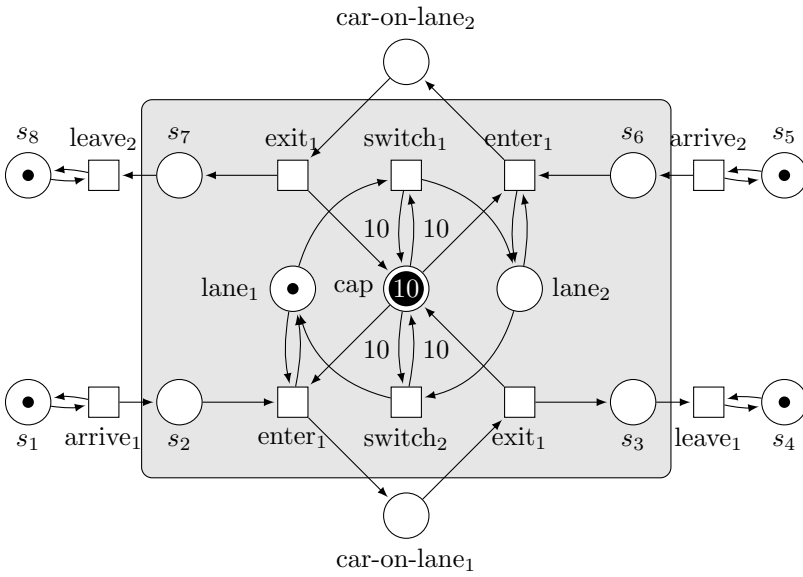 car-on-lane₂
s₈ leave₂ s₇ exit₁ switch₁ enter₁ s₆ arrive₂ s₅
10 10
lane₁ cap 10 lane₂
10 10
s₁ arrive₁ s₂ enter₁ switch₂ exit₁ s₃ leave₁ s₄
car-on-lane₁